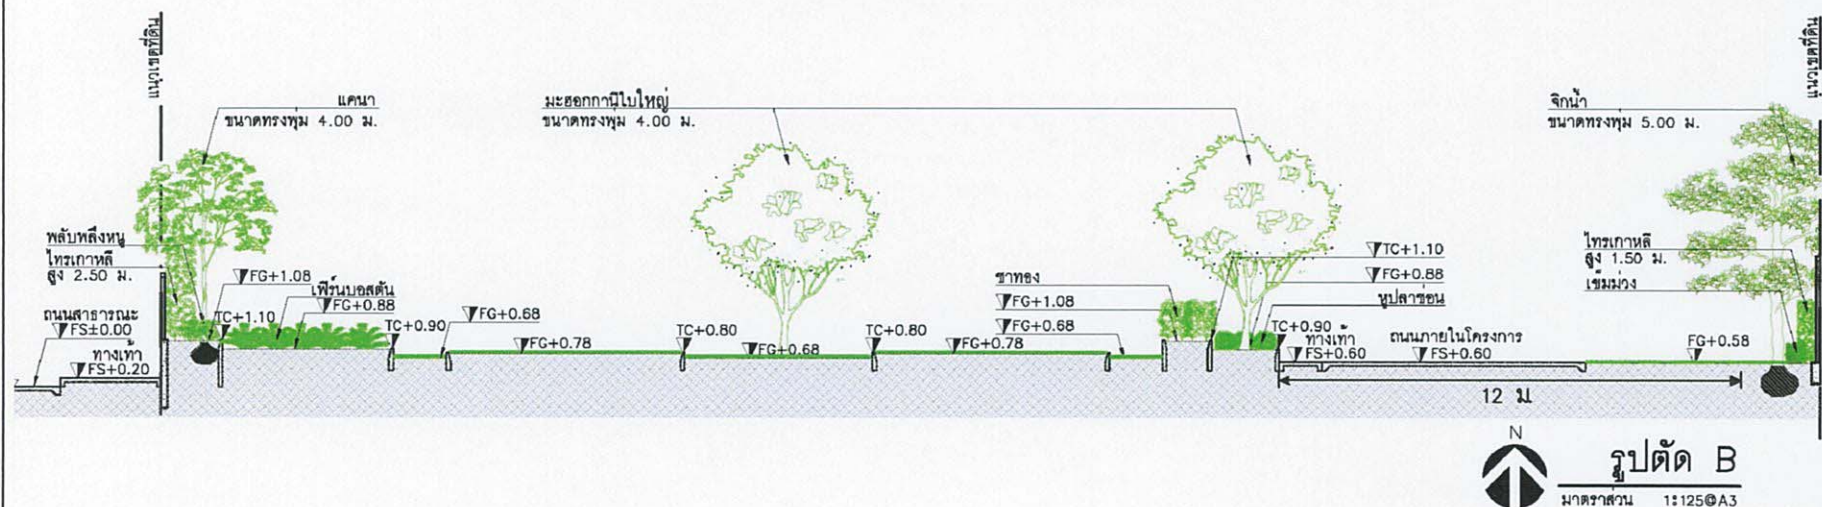 แนวเขตที่ดิน
แนวเขตที่ดิน
แคนา
ขนาดทรงพุ่ม 4.00 ม.
มะฮอกกานีใบใหญ่
ขนาดทรงพุ่ม 4.00 ม.
จิกน้ำ
ขนาดทรงพุ่ม 5.00 ม.
พลับพลึงหนู
ไทรเกาหลี
สูง 2.50 ม.
FG+1.08
เฟิร์นบอสตัน
FG+0.88
ถนนสาธารณะ
FS±0.00
ทางเท้า
FS+0.20
TC+1.10
TC+0.90
FG+0.68
FG+0.78
TC+0.80
FG+0.68
TC+0.80
FG+0.78
ชาทอง
FG+1.08
FG+0.68
TC+1.10
FG+0.88
หูปลาช่อน
TC+0.90
ทางเท้า
FS+0.60
ถนนภายในโครงการ
FS+0.60
ไทรเกาหลี
สูง 1.50 ม.
เข็มม่วง
FG+0.58
12 ม
N
รูปตัด B
มาตราส่วน 1:125@A3